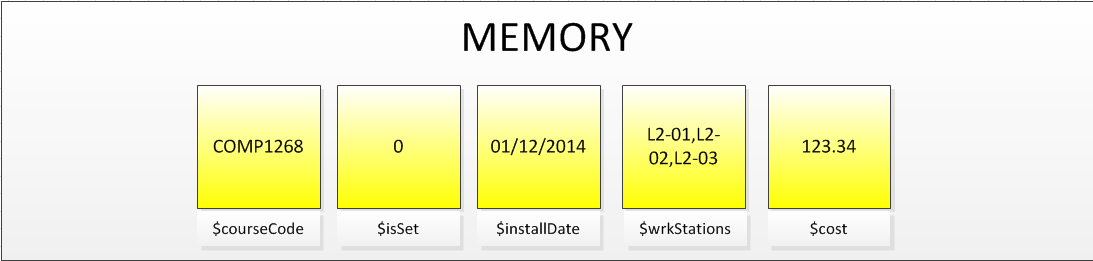 MEMORY
COMP1268
0
01/12/2014
L2-01,L2-
02,L2-03
123.34
$courseCode
$isSet
$installDate
$wrkStations
$cost